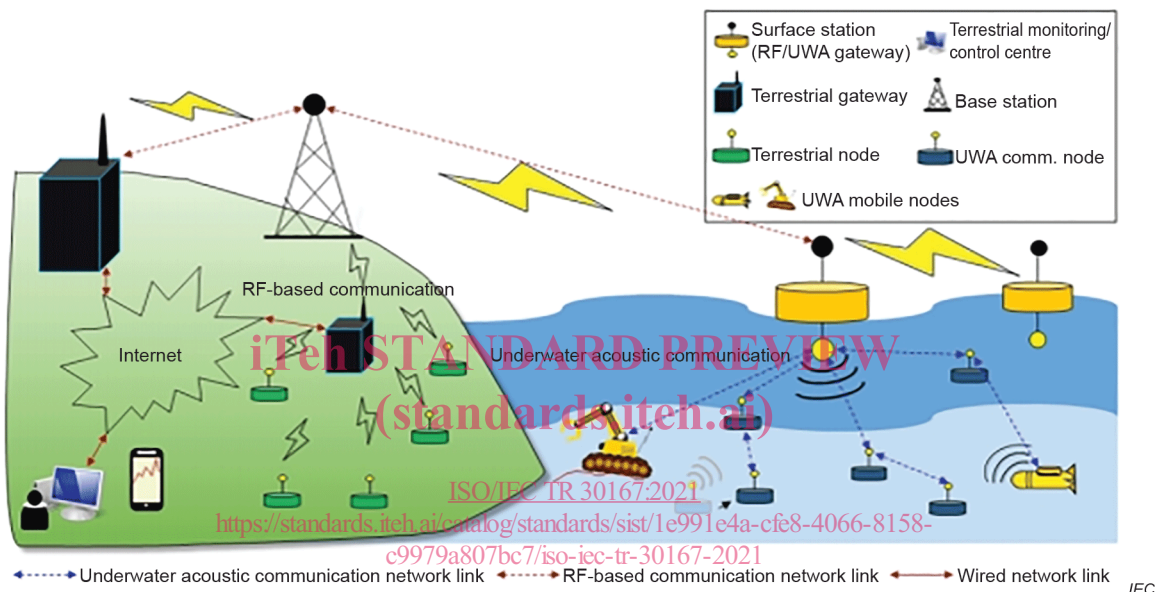 Surface station
(RF/UWA gateway)
Terrestrial monitoring/
control centre
Terrestrial gateway
Base station
Terrestrial node
UWA comm. node
UWA mobile nodes
RF-based communication
Internet
Underwater acoustic communication
iTeh STANDARD PREVIEW
(standards.iteh.ai)
ISO/IEC TR 30167:2021
https://standards.iteh.ai/catalog/standards/sist/1e991e4a-cfe8-4066-8158-
c9979a807bc7/iso-iec-tr-30167-2021
Underwater acoustic communication network link
RF-based communication network link
Wired network link
IEC